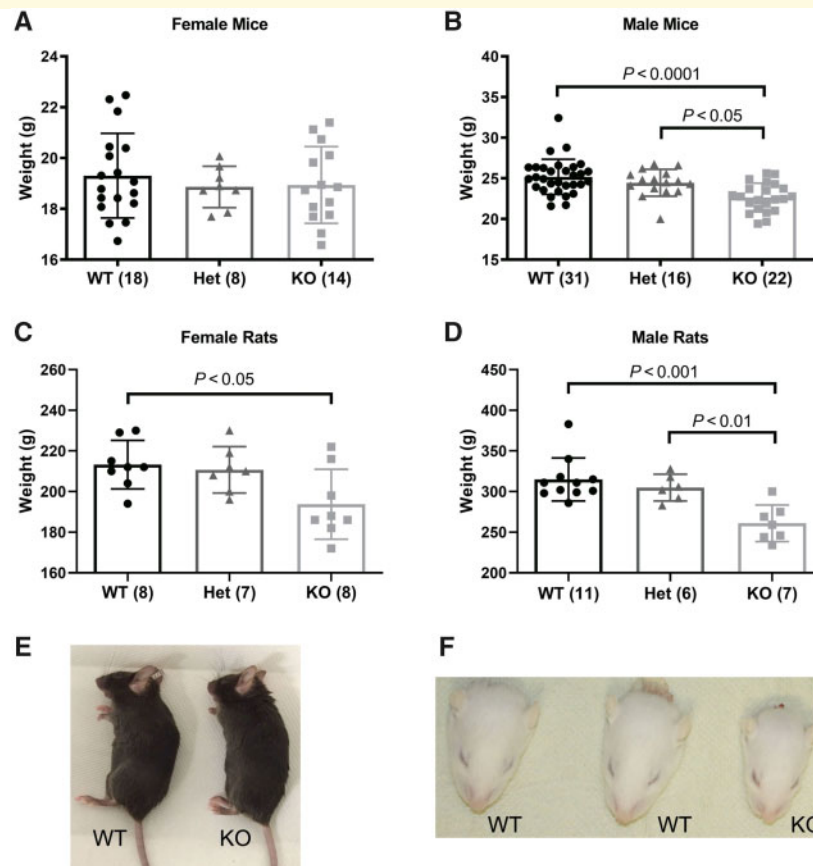 A
Female Mice
Weight (g)
24
22
20
18
16
WT (18)
Het (8)
KO (14)
B
Male Mice
Weight (g)
40
35
30
25
20
15
P < 0.0001
P < 0.05
WT (31)
Het (16)
KO (22)
C
Female Rats
Weight (g)
260
240
220
200
180
160
P < 0.05
WT (8)
Het (7)
KO (8)
D
Male Rats
Weight (g)
450
400
350
300
250
200
P < 0.001
P < 0.01
WT (11)
Het (6)
KO (7)
E
WT
KO
F
WT
WT
KO